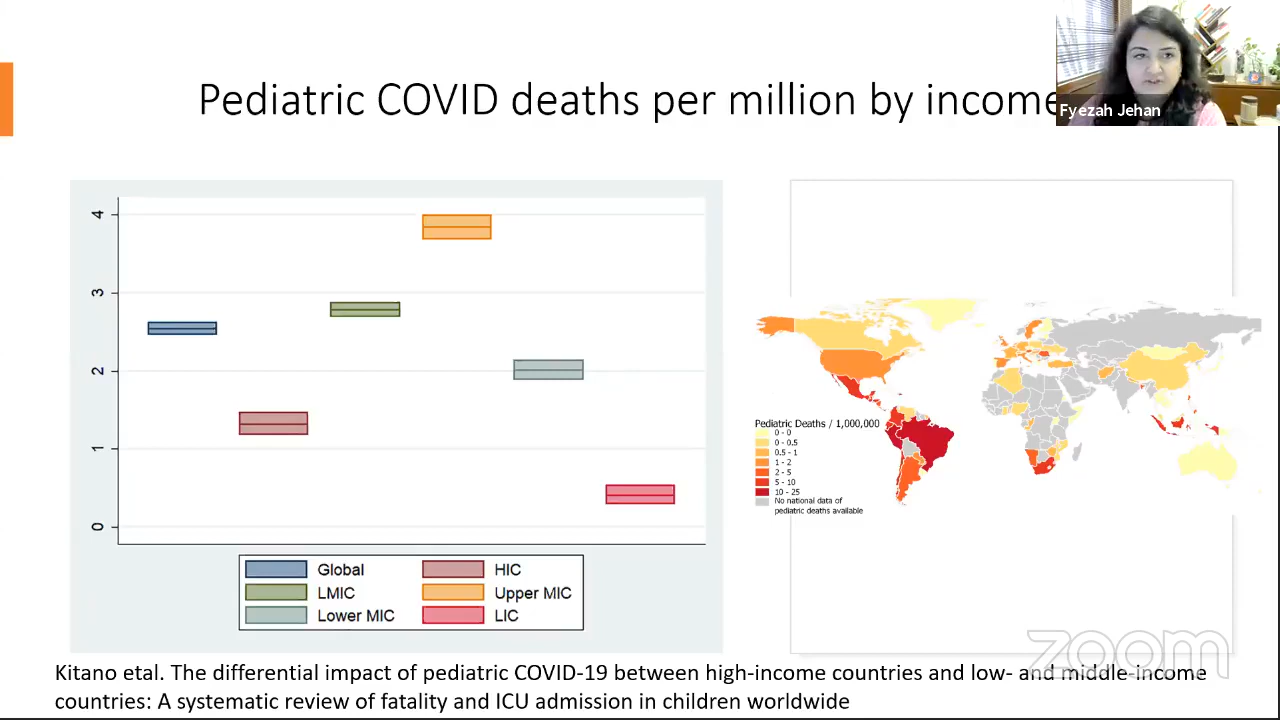 Pediatric COVID deaths per million by income
Fyezah Jehan
4
3
2
1
0
Global
HIC
LMIC
Upper MIC
Lower MIC
LIC
Pediatric Deaths / 1,000,000
0 - 0
0 - 0.5
0.5 - 1
1 - 2
2 - 5
5 - 10
10 - 25
No national data of
pediatric deaths available
zoom
Kitano etal. The differential impact of pediatric COVID-19 between high-income countries and low- and middle-income
countries: A systematic review of fatality and ICU admission in children worldwide